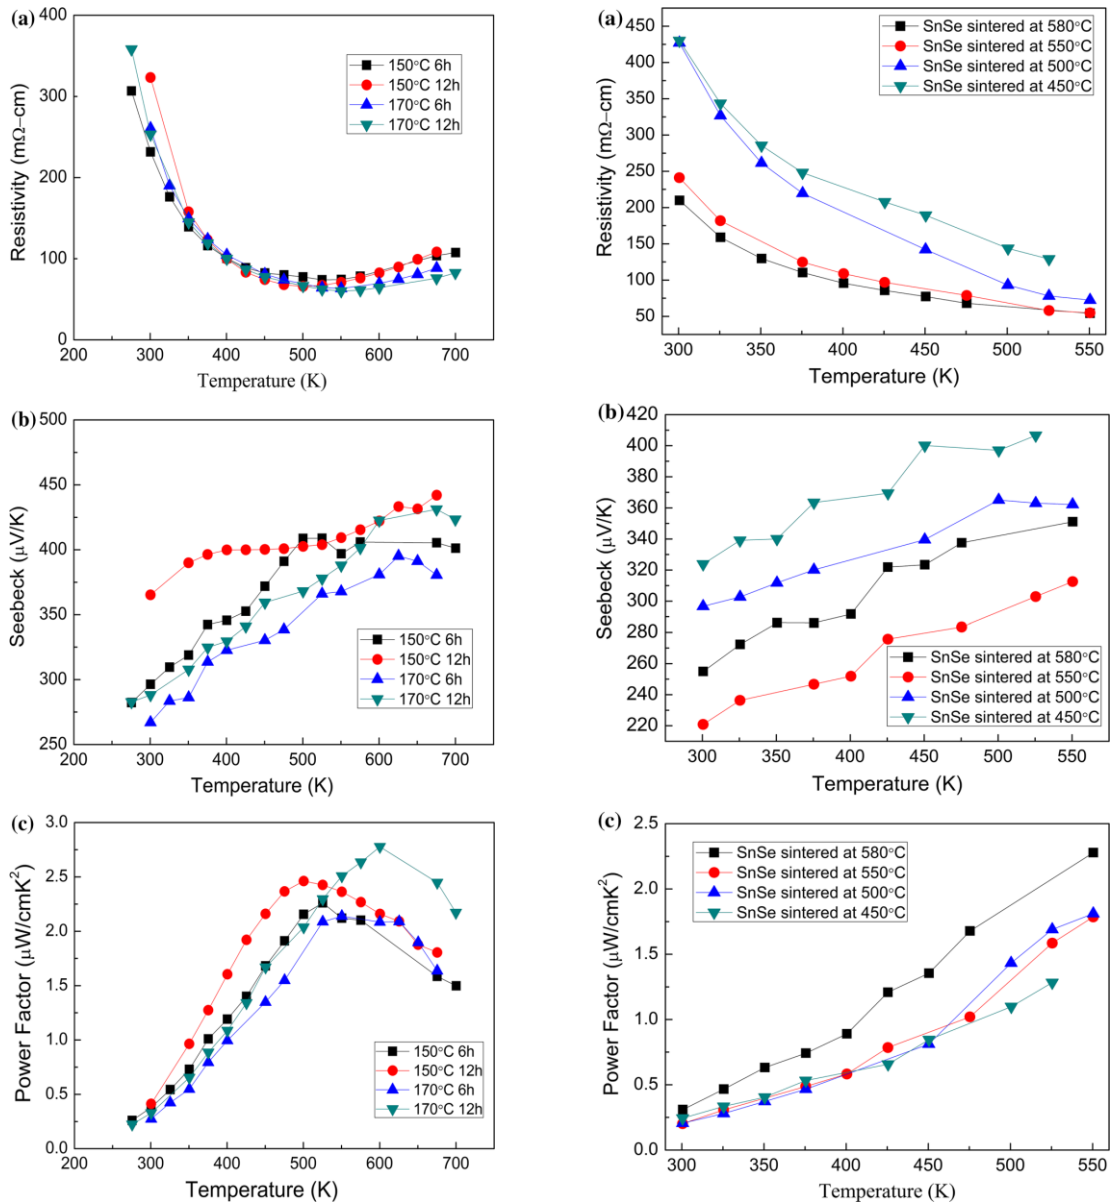 (a)
400
300
200
100
0
Resistivity (mΩ−cm)
150°C 6h
150°C 12h
170°C 6h
170°C 12h
200 300 400 500 600 700
Temperature (K)
(a)
450
400
350
300
250
200
150
100
50
Resistivity (mΩ−cm)
SnSe sintered at 580°C
SnSe sintered at 550°C
SnSe sintered at 500°C
SnSe sintered at 450°C
300 350 400 450 500 550
Temperature (K)
(b)
500
450
400
350
300
250
Seebeck (μV/K)
150°C 6h
150°C 12h
170°C 6h
170°C 12h
200 300 400 500 600 700
Temperature (K)
(b)
420
400
380
360
340
320
300
280
260
240
220
Seebeck (μV/K)
SnSe sintered at 580°C
SnSe sintered at 550°C
SnSe sintered at 500°C
SnSe sintered at 450°C
300 350 400 450 500 550
Temperature (K)
(c)
3.0
2.5
2.0
1.5
1.0
0.5
0.0
Power Factor (μW/cmK²)
150°C 6h
150°C 12h
170°C 6h
170°C 12h
200 300 400 500 600 700
Temperature (K)
(c)
2.5
2.0
1.5
1.0
0.5
0.0
Power Factor (μW/cmK²)
SnSe sintered at 580°C
SnSe sintered at 550°C
SnSe sintered at 500°C
SnSe sintered at 450°C
300 350 400 450 500 550
Temperature (K)